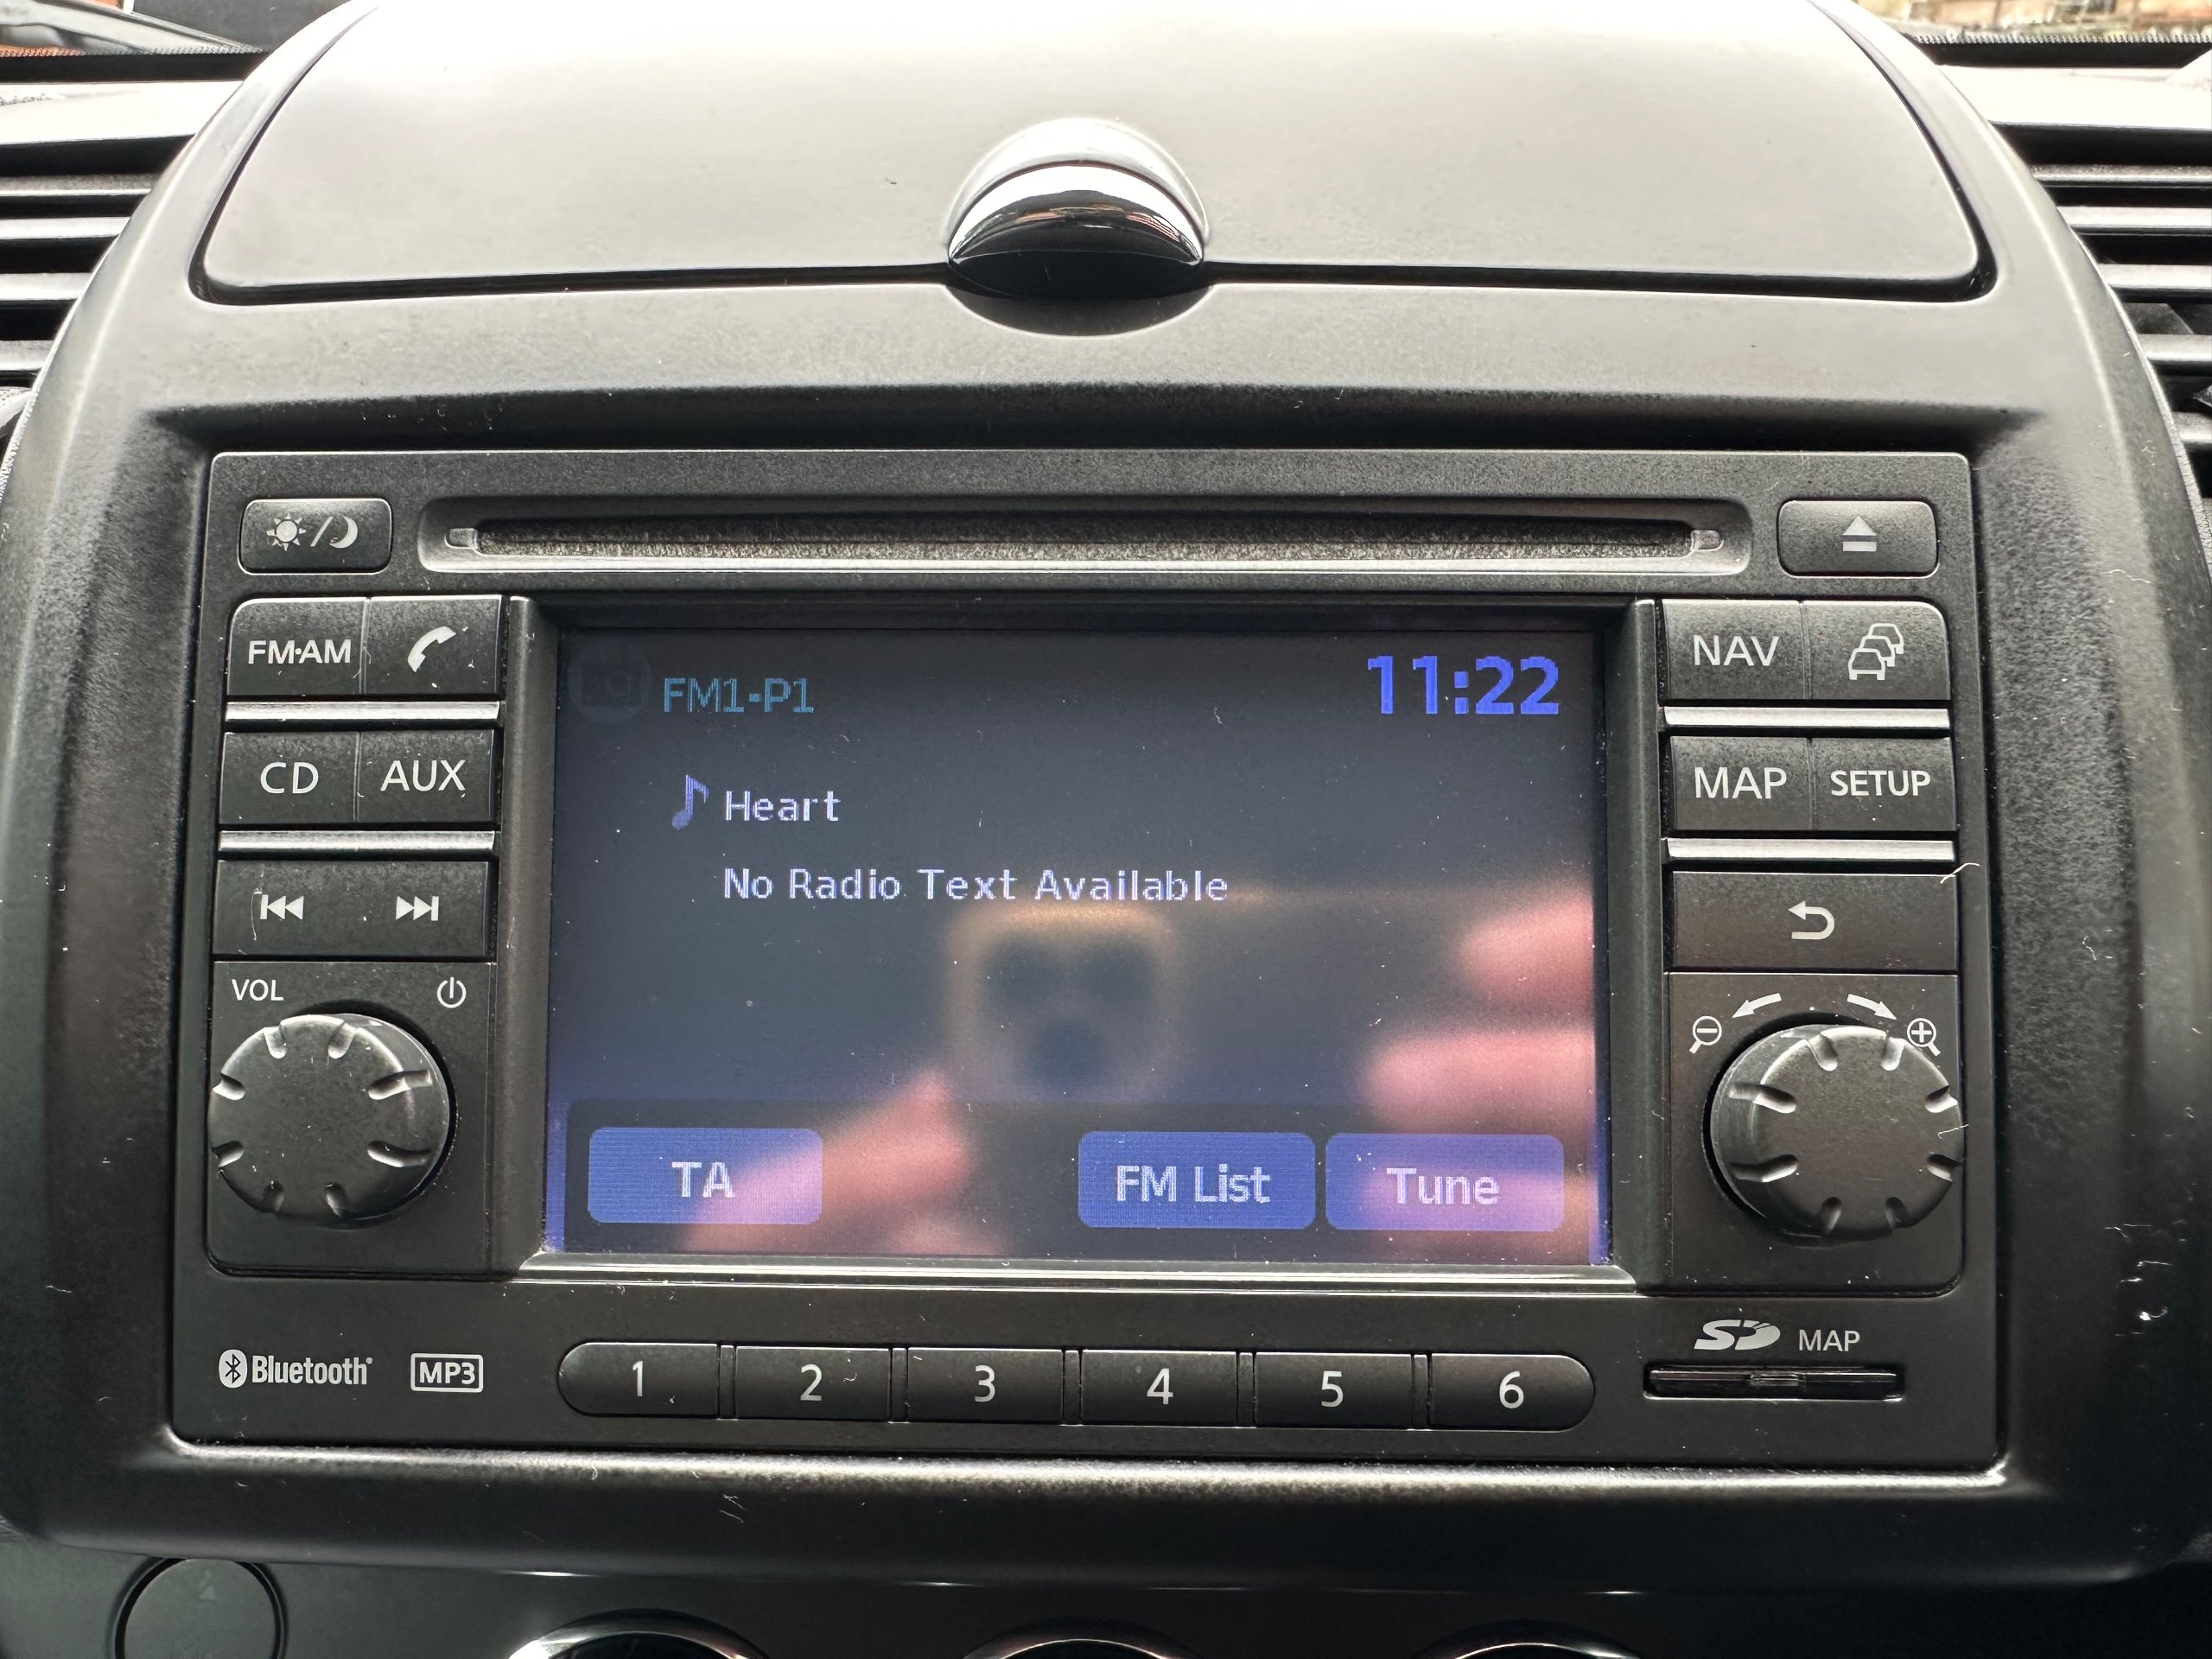 FM·AM
NAV
FM1-P1
11:22
CD AUX
MAP SETUP
Heart
No Radio Text Available
VOL
TA FM List Tune
Bluetooth®
MP3
1 2 3 4 5 6
SD MAP